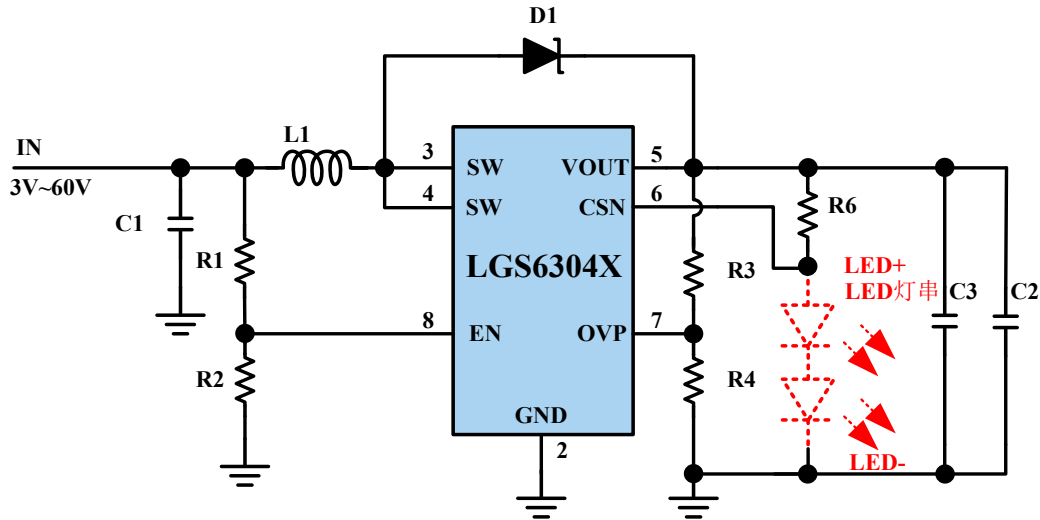 D1
IN
3V~60V
L1
C1
R1
R2
3
SW
4
SW
8
EN
LGS6304X
GND
2
VOUT
5
CSN
6
OVP
7
R3
R4
R6
LED+
LED灯串
LED-
C3
C2